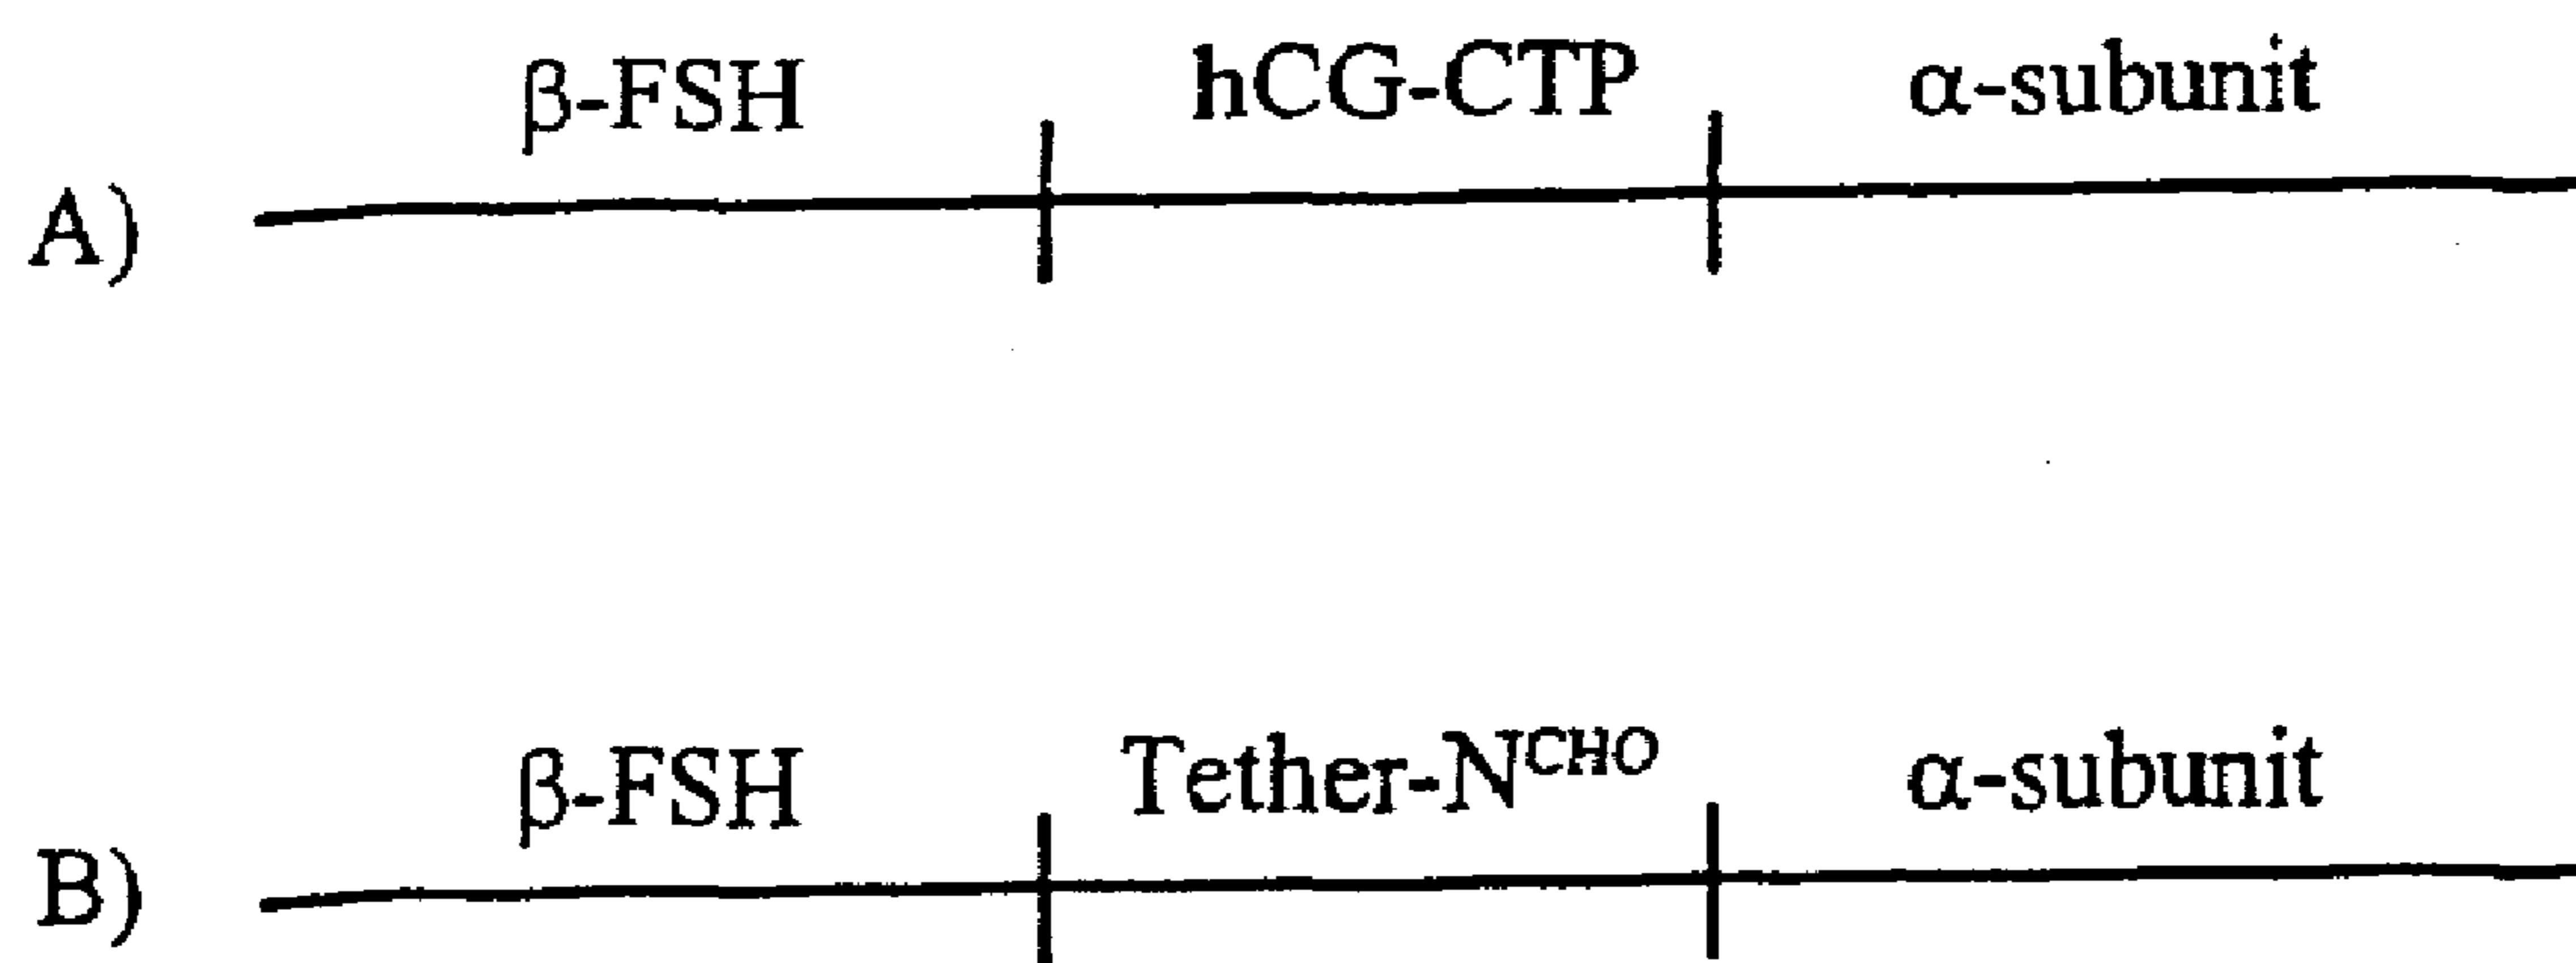 β-FSH hCG-CTP α-subunit
A)
β-FSH Tether-N^CHO α-subunit
B)